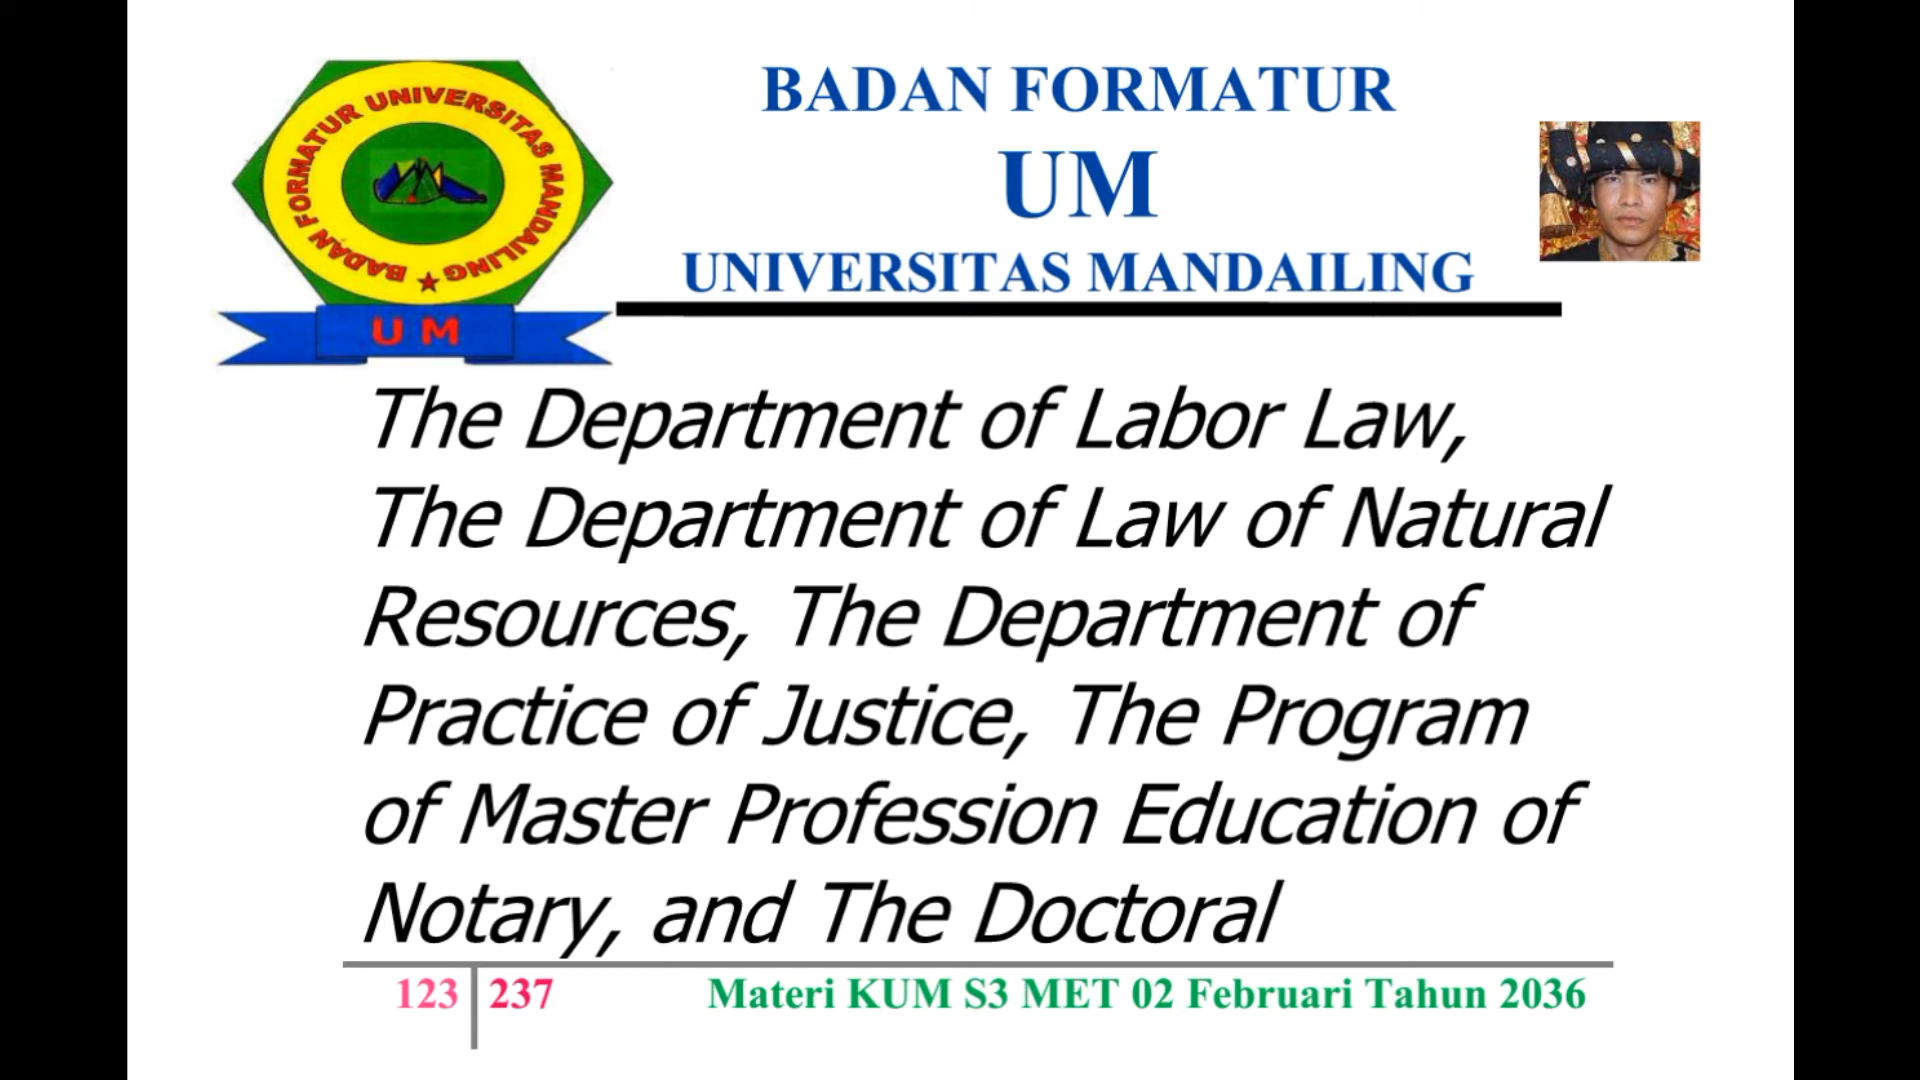 BADAN FORMATUR UNIVERSITAS MANDAILING
U M
BADAN FORMATUR
UM
UNIVERSITAS MANDAILING
The Department of Labor Law,
The Department of Law of Natural
Resources, The Department of
Practice of Justice, The Program
of Master Profession Education of
Notary, and The Doctoral
123 237 Materi KUM S3 MET 02 Februari Tahun 2036